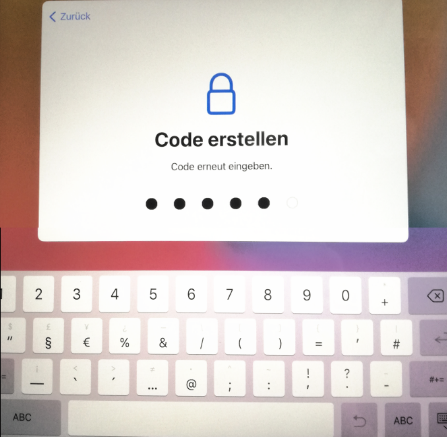 Zurück
Code erstellen
Code erneut eingeben.
2 3 4 5 6 7 8 9 0 +
" § € % & / ( ) = ' #
— ` ' ... @ ; : ! , ? . -
#+=
ABC ABC